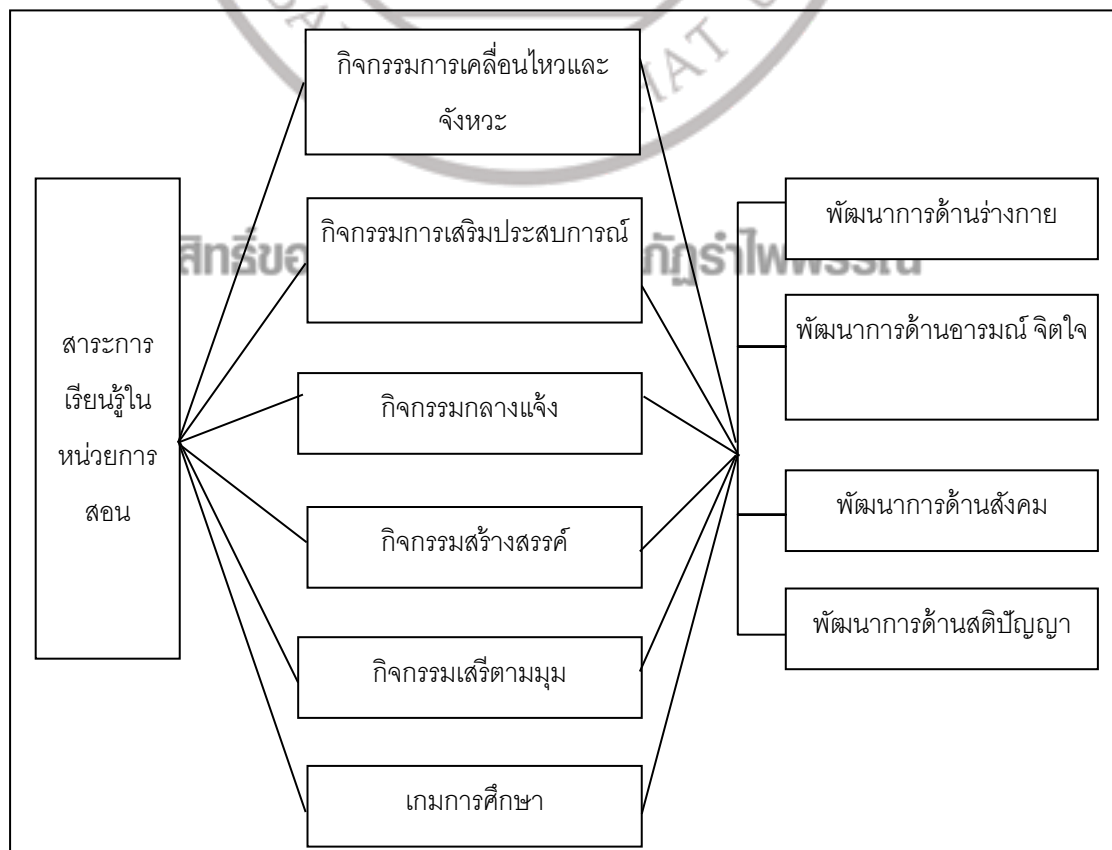 กิจกรรมการเคลื่อนไหวและ
จังหวะ
กิจกรรมการเสริมประสบการณ์
กิจกรรมกลางแจ้ง
กิจกรรมสร้างสรรค์
กิจกรรมเสรีตามมุม
เกมการศึกษา
สาระการ
เรียนรู้ใน
หน่วยการ
สอน
พัฒนาการด้านร่างกาย
พัฒนาการด้านอารมณ์ จิตใจ
พัฒนาการด้านสังคม
พัฒนาการด้านสติปัญญา